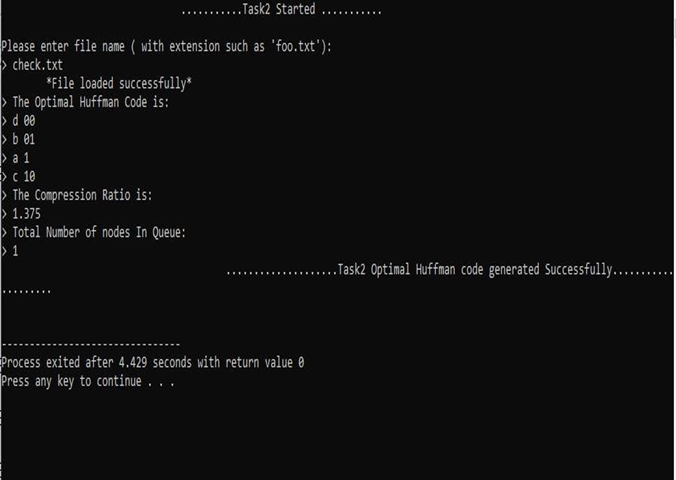 ...........Task2 Started ...........
Please enter file name ( with extension such as 'foo.txt'):
> check.txt
*File loaded successfully*
> The Optimal Huffman Code is:
> d 00
> b 01
> a 1
> c 10
> The Compression Ratio is:
> 1.375
> Total Number of nodes In Queue:
> 1
....................Task2 Optimal Huffman code generated Successfully...........
.........
--------------------------------
Process exited after 4.429 seconds with return value 0
Press any key to continue . . .